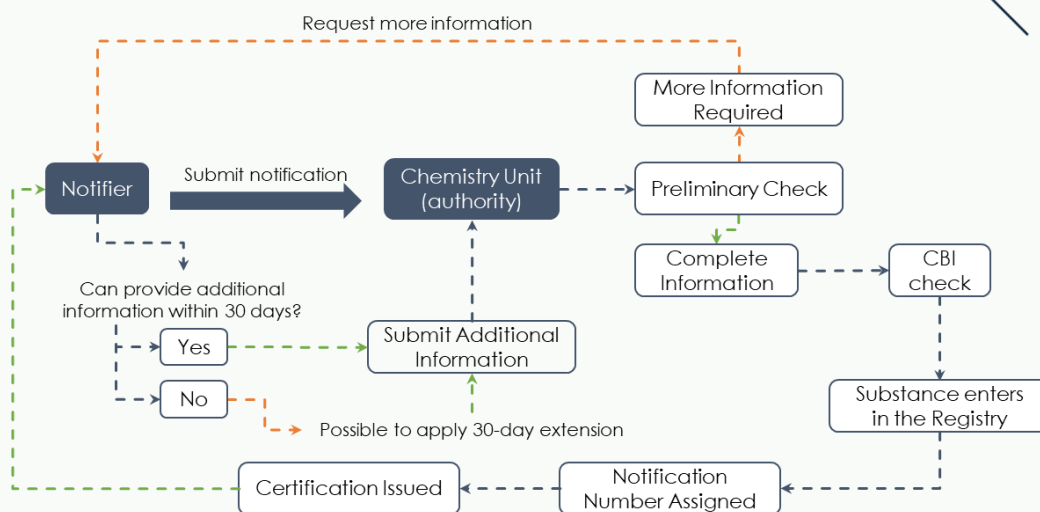 Request more information
More Information
Required
Notifier
Submit notification
Chemistry Unit
(authority)
Preliminary Check
Complete
Information
CBI
check
Can provide additional
information within 30 days?
Yes
Submit Additional
Information
No
Possible to apply 30-day extension
Substance enters
in the Registry
Certification Issued
Notification
Number Assigned